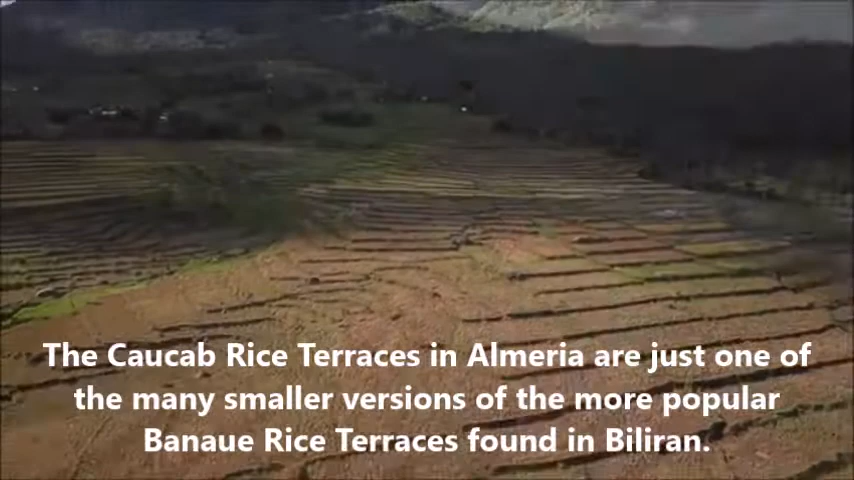 The Caucab Rice Terraces in Almeria are just one of
the many smaller versions of the more popular
Banaue Rice Terraces found in Biliran.